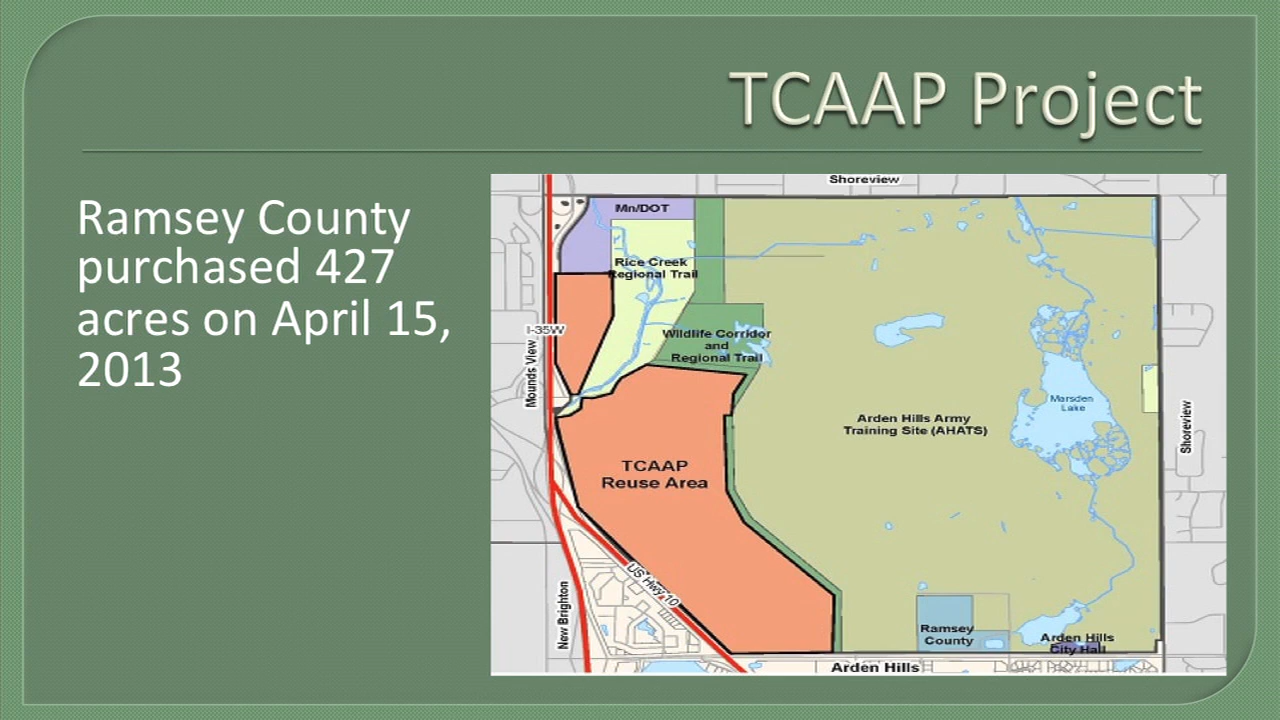 TCAAP Project
Ramsey County
purchased 427
acres on April 15,
2013
Shoreview
Mn/DOT
Rice Creek
Regional Trail
I-35W
Mounds View
Wildlife Corridor
and
Regional Trail
Marsden
Lake
Arden Hills Army
Training Site (AHATS)
Shoreview
TCAAP
Reuse Area
US Hwy 10
New Brighton
Ramsey
County
Arden Hills
City Hall
Arden Hills